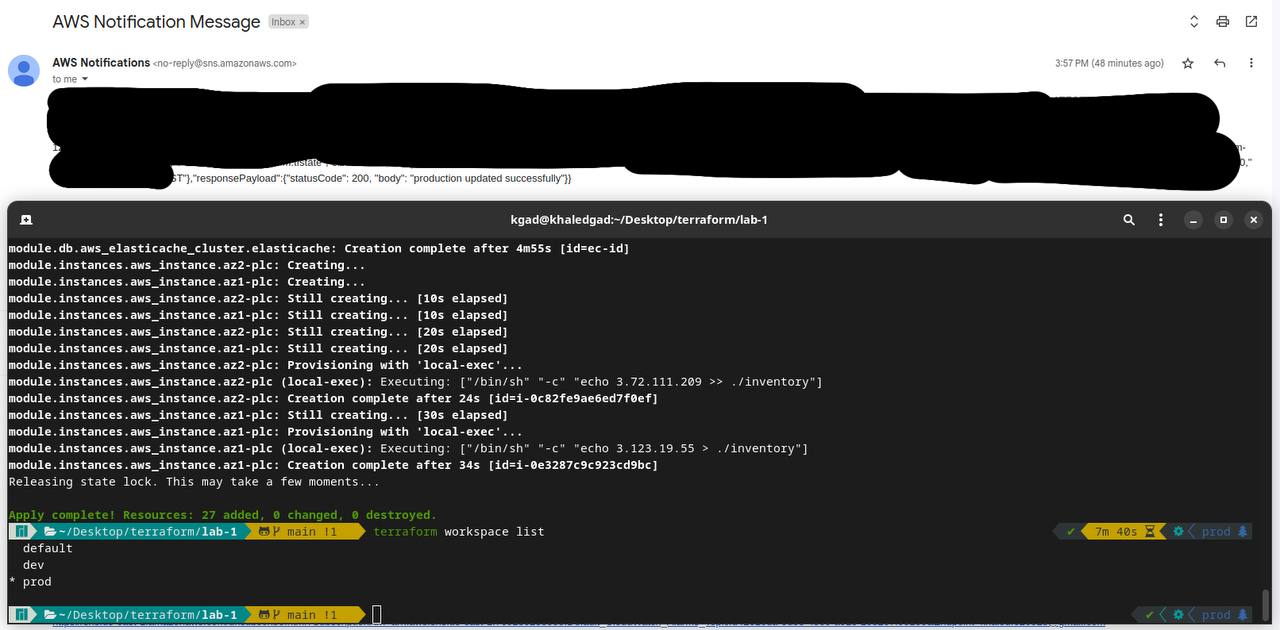 AWS Notification Message Inbox ×
AWS Notifications <no-reply@sns.amazonaws.com>
3:57 PM (48 minutes ago)
to me
ST"},"responsePayload":{"statusCode": 200, "body": "production updated successfully"}}
kgad@khaledgad:~/Desktop/terraform/lab-1
module.db.aws_elasticache_cluster.elasticache: Creation complete after 4m55s [id=ec-id]
module.instances.aws_instance.az2-plc: Creating...
module.instances.aws_instance.az1-plc: Creating...
module.instances.aws_instance.az2-plc: Still creating... [10s elapsed]
module.instances.aws_instance.az1-plc: Still creating... [10s elapsed]
module.instances.aws_instance.az2-plc: Still creating... [20s elapsed]
module.instances.aws_instance.az1-plc: Still creating... [20s elapsed]
module.instances.aws_instance.az2-plc: Provisioning with 'local-exec'...
module.instances.aws_instance.az2-plc (local-exec): Executing: ["/bin/sh" "-c" "echo 3.72.111.209 >> ./inventory"]
module.instances.aws_instance.az2-plc: Creation complete after 24s [id=i-0c82fe9ae6ed7f0ef]
module.instances.aws_instance.az1-plc: Still creating... [30s elapsed]
module.instances.aws_instance.az1-plc: Provisioning with 'local-exec'...
module.instances.aws_instance.az1-plc (local-exec): Executing: ["/bin/sh" "-c" "echo 3.123.19.55 > ./inventory"]
module.instances.aws_instance.az1-plc: Creation complete after 34s [id=i-0e3287c9c923cd9bc]
Releasing state lock. This may take a few moments...
Apply complete! Resources: 27 added, 0 changed, 0 destroyed.
~/Desktop/terraform/lab-1 main !1 terraform workspace list ✔ 7m 40s prod
default
dev
* prod
~/Desktop/terraform/lab-1 main !1 ✔ prod